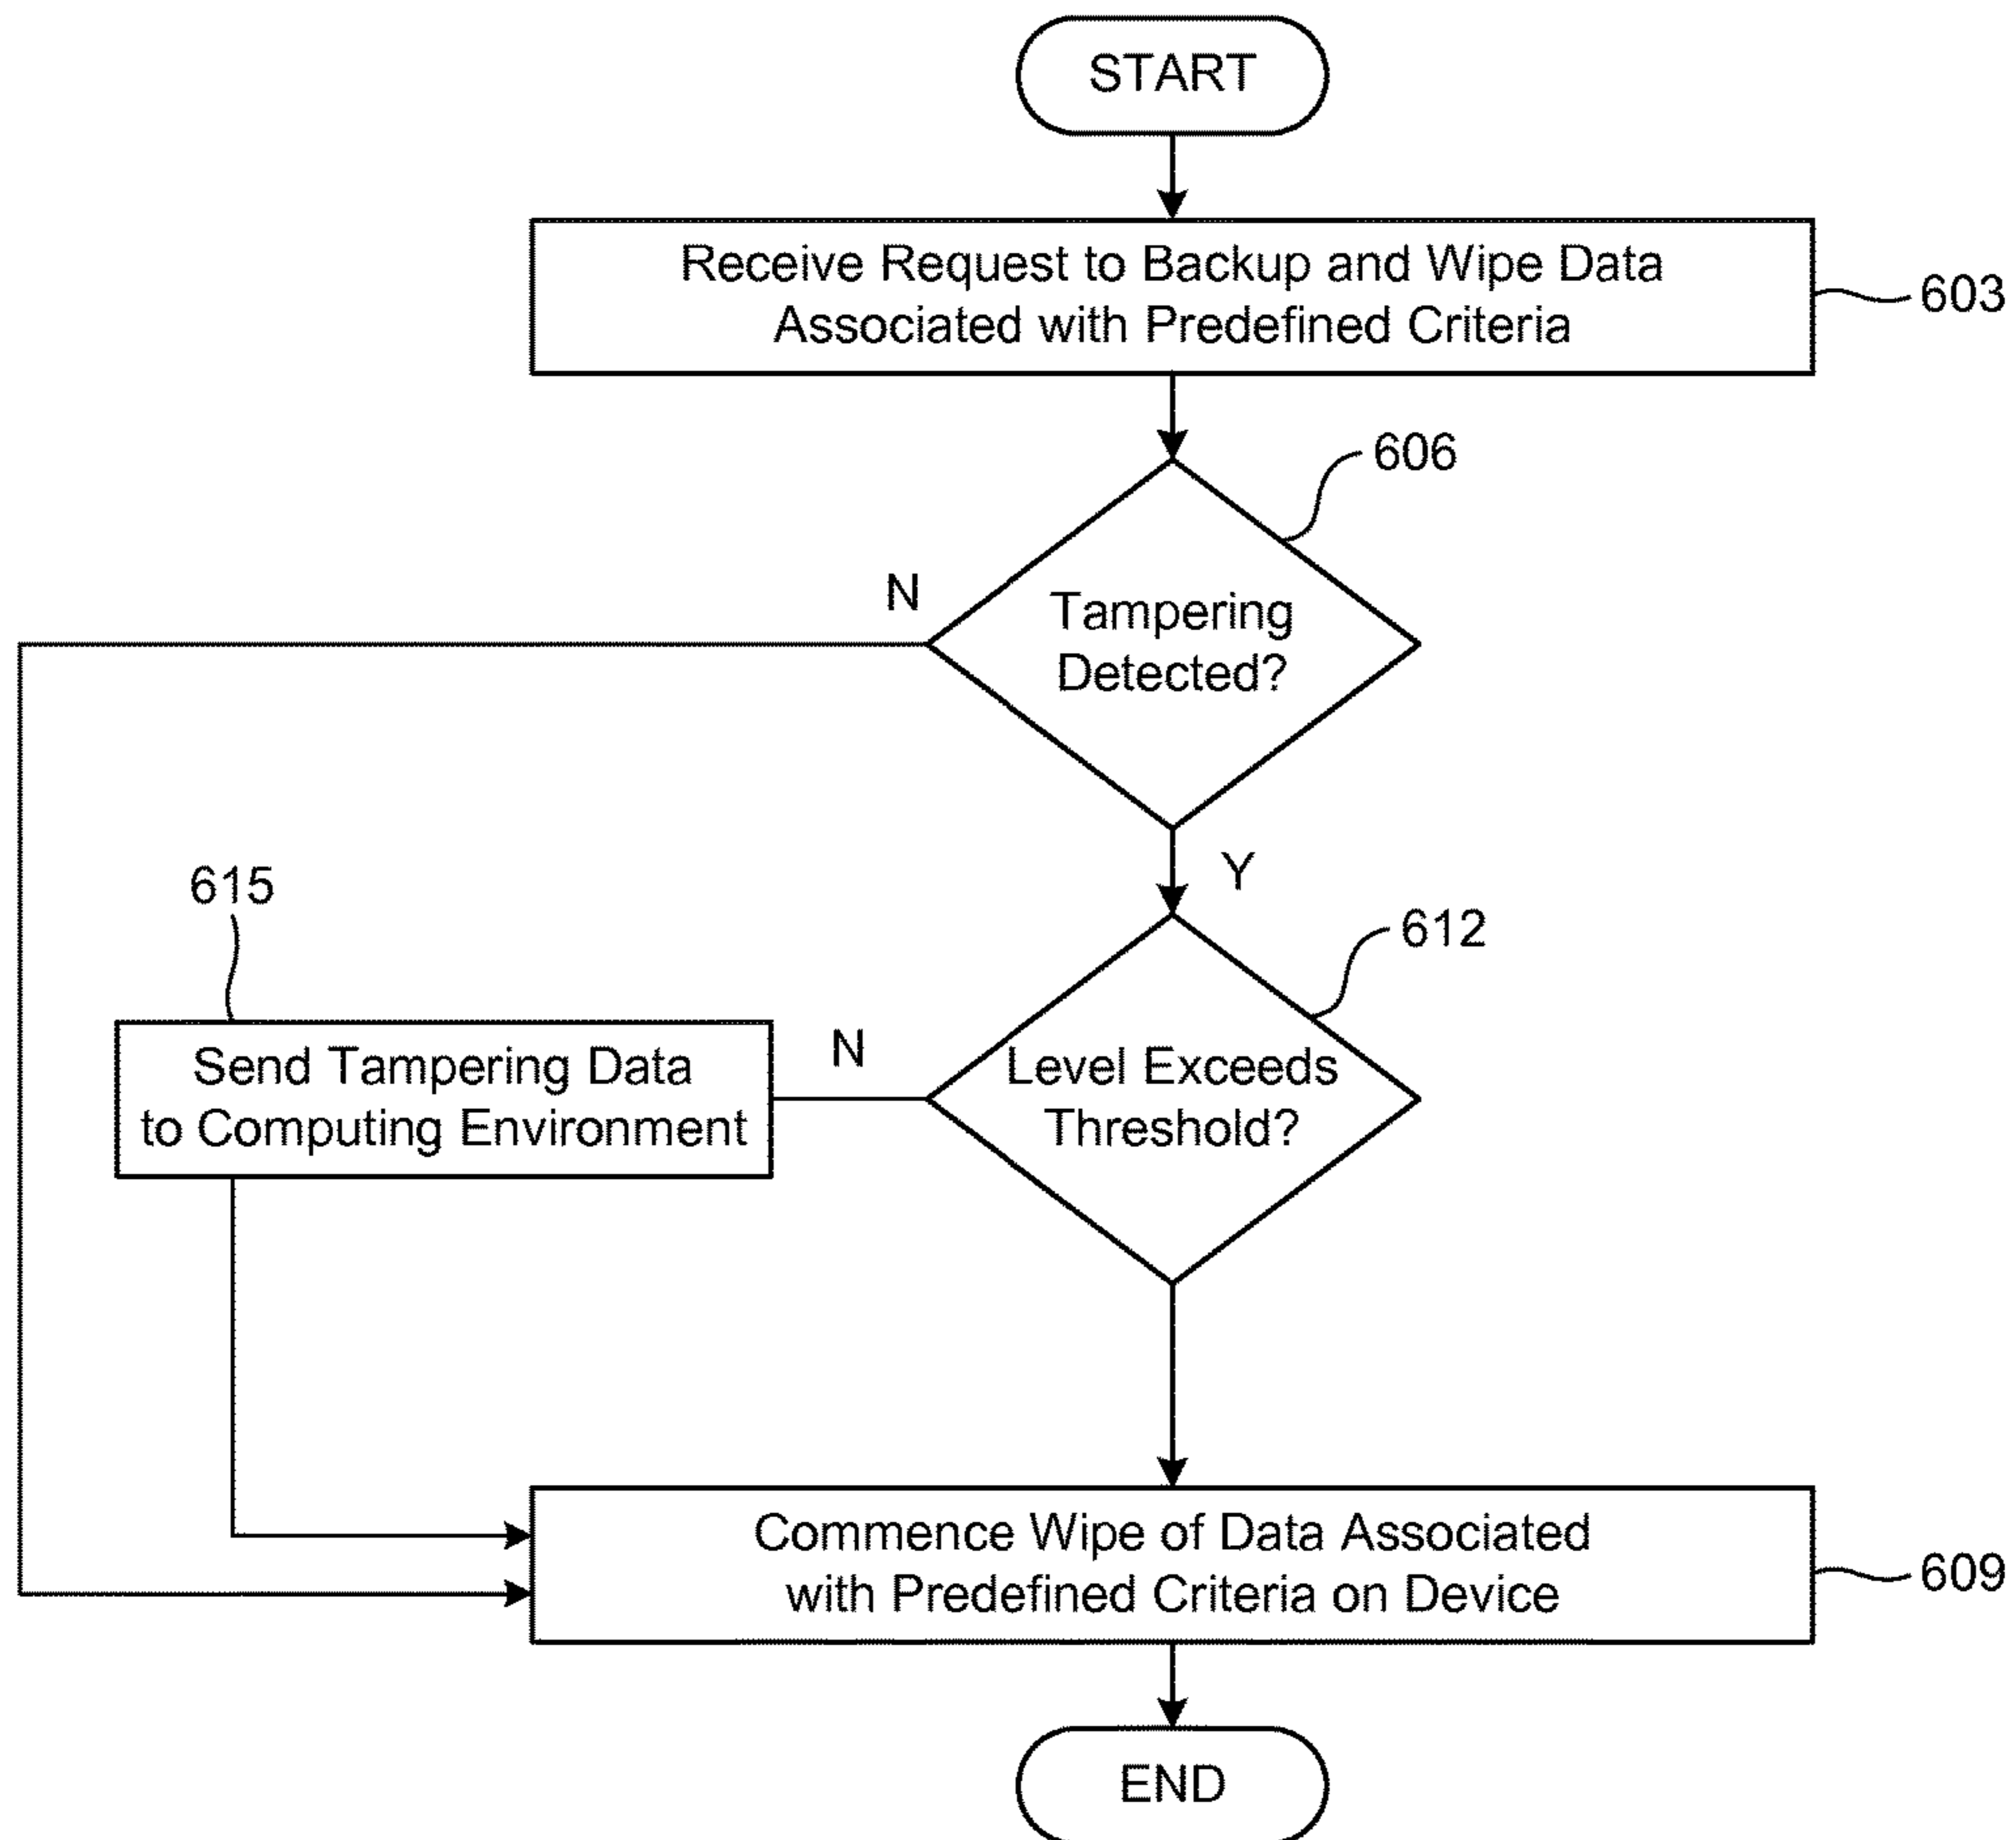 START
Receive Request to Backup and Wipe Data
Associated with Predefined Criteria
603
606
N
Tampering
Detected?
Y
615
612
Send Tampering Data
to Computing Environment
N
Level Exceeds
Threshold?
Commence Wipe of Data Associated
with Predefined Criteria on Device
609
END